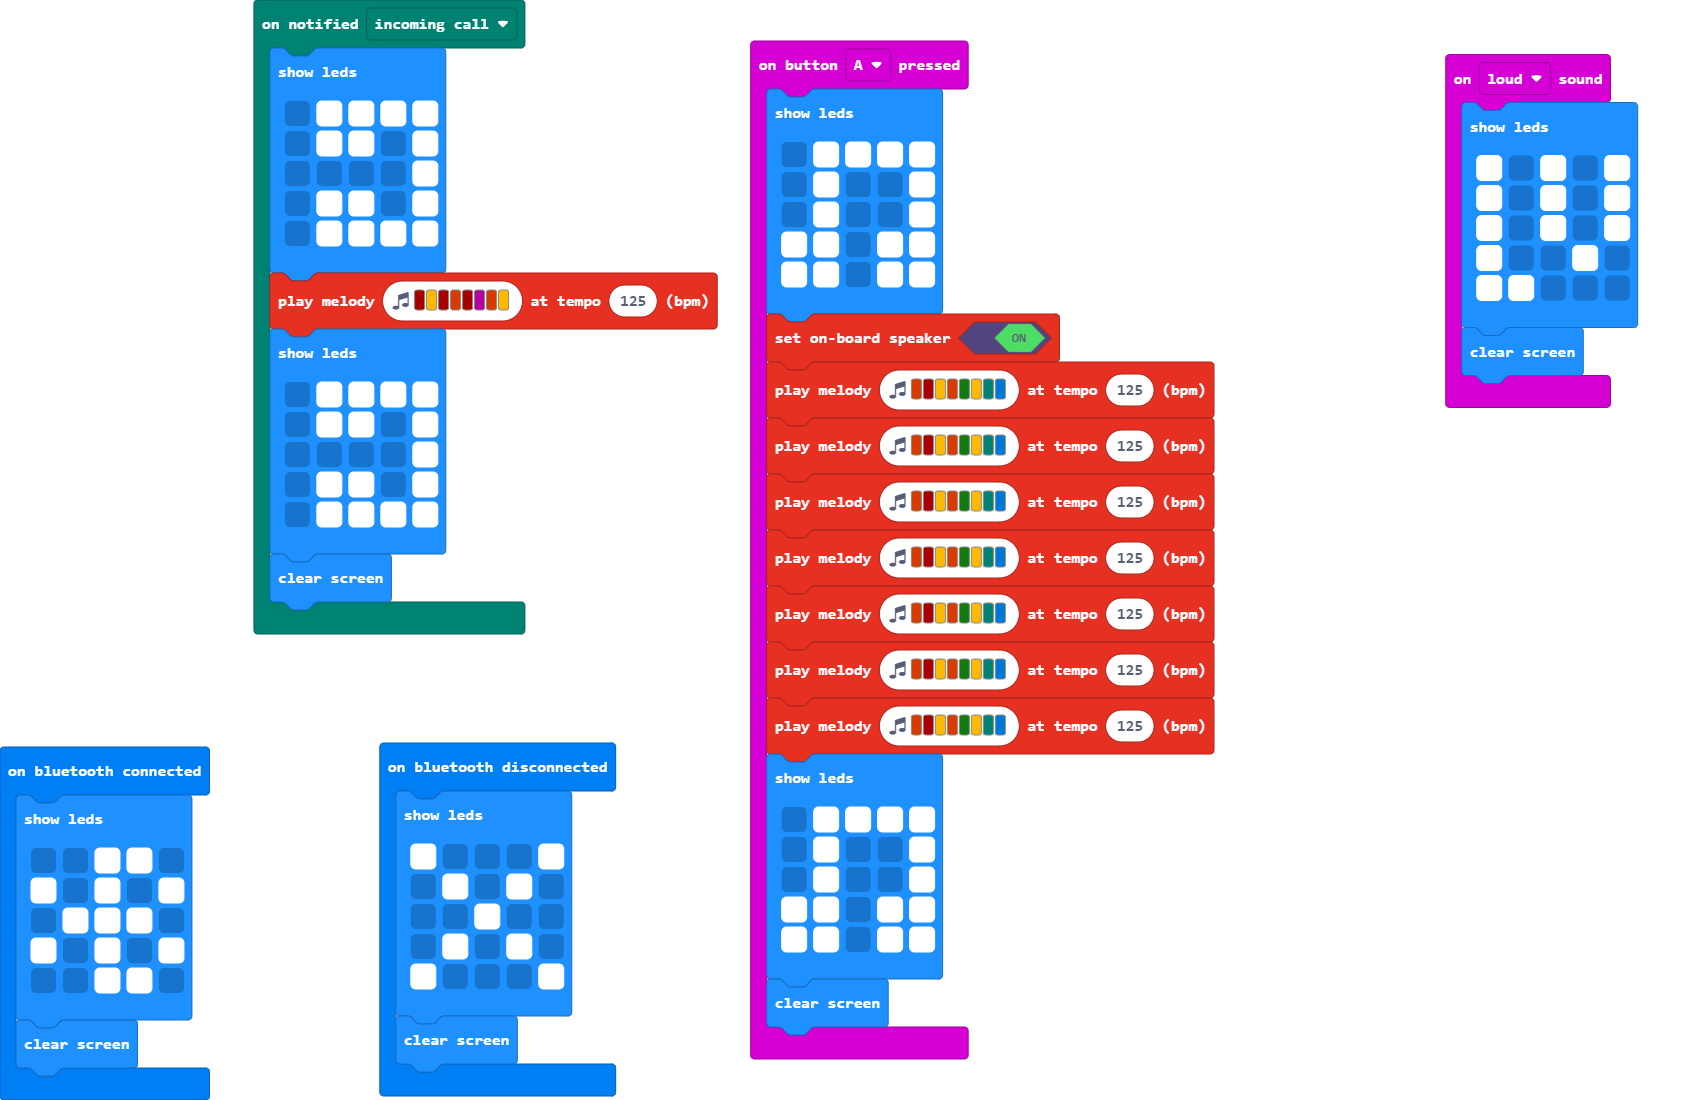 on notified incoming call
show leds
play melody at tempo 125 (bpm)
show leds
clear screen
on button A pressed
show leds
set on-board speaker ON
play melody at tempo 125 (bpm)
play melody at tempo 125 (bpm)
play melody at tempo 125 (bpm)
play melody at tempo 125 (bpm)
play melody at tempo 125 (bpm)
play melody at tempo 125 (bpm)
play melody at tempo 125 (bpm)
show leds
clear screen
on loud sound
show leds
clear screen
on bluetooth connected
show leds
clear screen
on bluetooth disconnected
show leds
clear screen